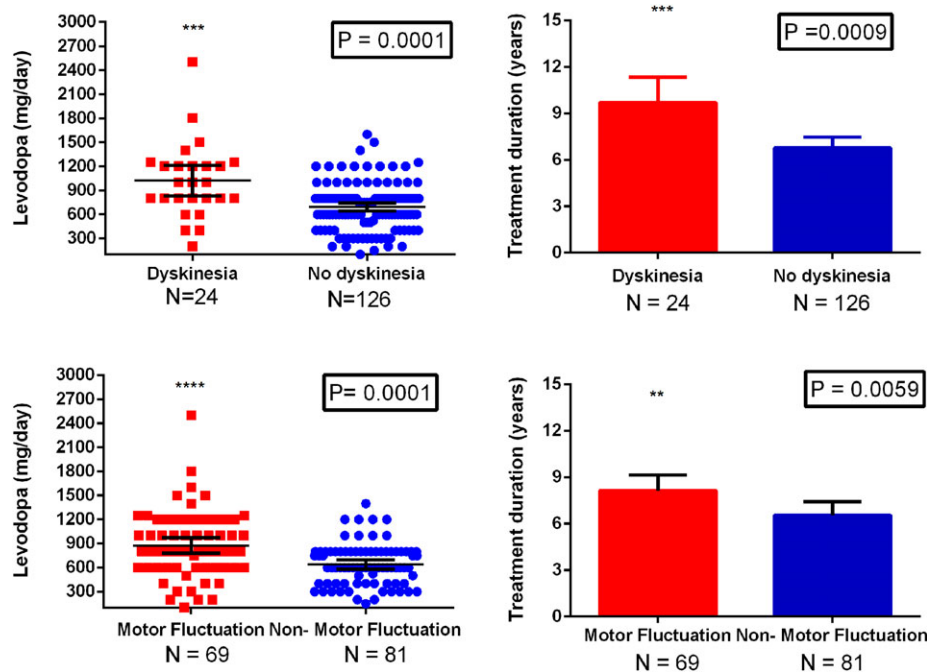 ***
P = 0.0001
Levodopa (mg/day)
3000
2700
2400
2100
1800
1500
1200
900
600
300
Dyskinesia No dyskinesia
N=24 N=126
***
P =0.0009
Treatment duration (years)
15
12
9
6
3
0
Dyskinesia No dyskinesia
N = 24 N = 126
****
P= 0.0001
Levodopa (mg/day)
3000
2700
2400
2100
1800
1500
1200
900
600
300
Motor Fluctuation Non- Motor Fluctuation
N = 69 N = 81
**
P = 0.0059
Treatment duration (years)
15
12
9
6
3
0
Motor Fluctuation Non- Motor Fluctuation
N = 69 N = 81